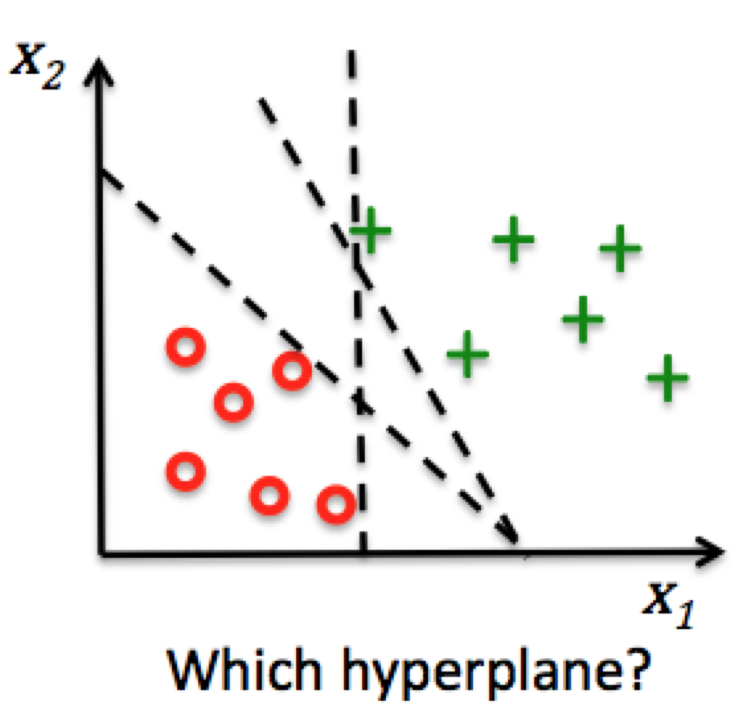 x₂
x₁
Which hyperplane?